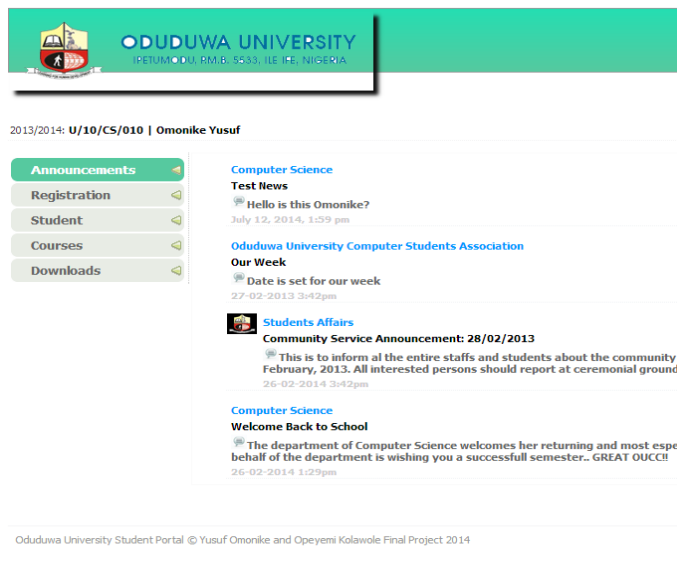 ODUDUWA UNIVERSITY
IPETUMODU, P.M.B. 5533, ILE IFE, NIGERIA
2013/2014: U/10/CS/010 | Omonike Yusuf
Announcements
Registration
Student
Courses
Downloads
Computer Science
Test News
Hello is this Omonike?
July 12, 2014, 1:59 pm
Oduduwa University Computer Students Association
Our Week
Date is set for our week
27-02-2013 3:42pm
Students Affairs
Community Service Announcement: 28/02/2013
This is to inform al the entire staffs and students about the community
February, 2013. All interested persons should report at ceremonial ground
26-02-2014 3:42pm
Computer Science
Welcome Back to School
The department of Computer Science welcomes her returning and most espe
behalf of the department is wishing you a successfull semester.. GREAT OUCC!!
26-02-2014 1:29pm
Oduduwa University Student Portal © Yusuf Omonike and Opeyemi Kolawole Final Project 2014